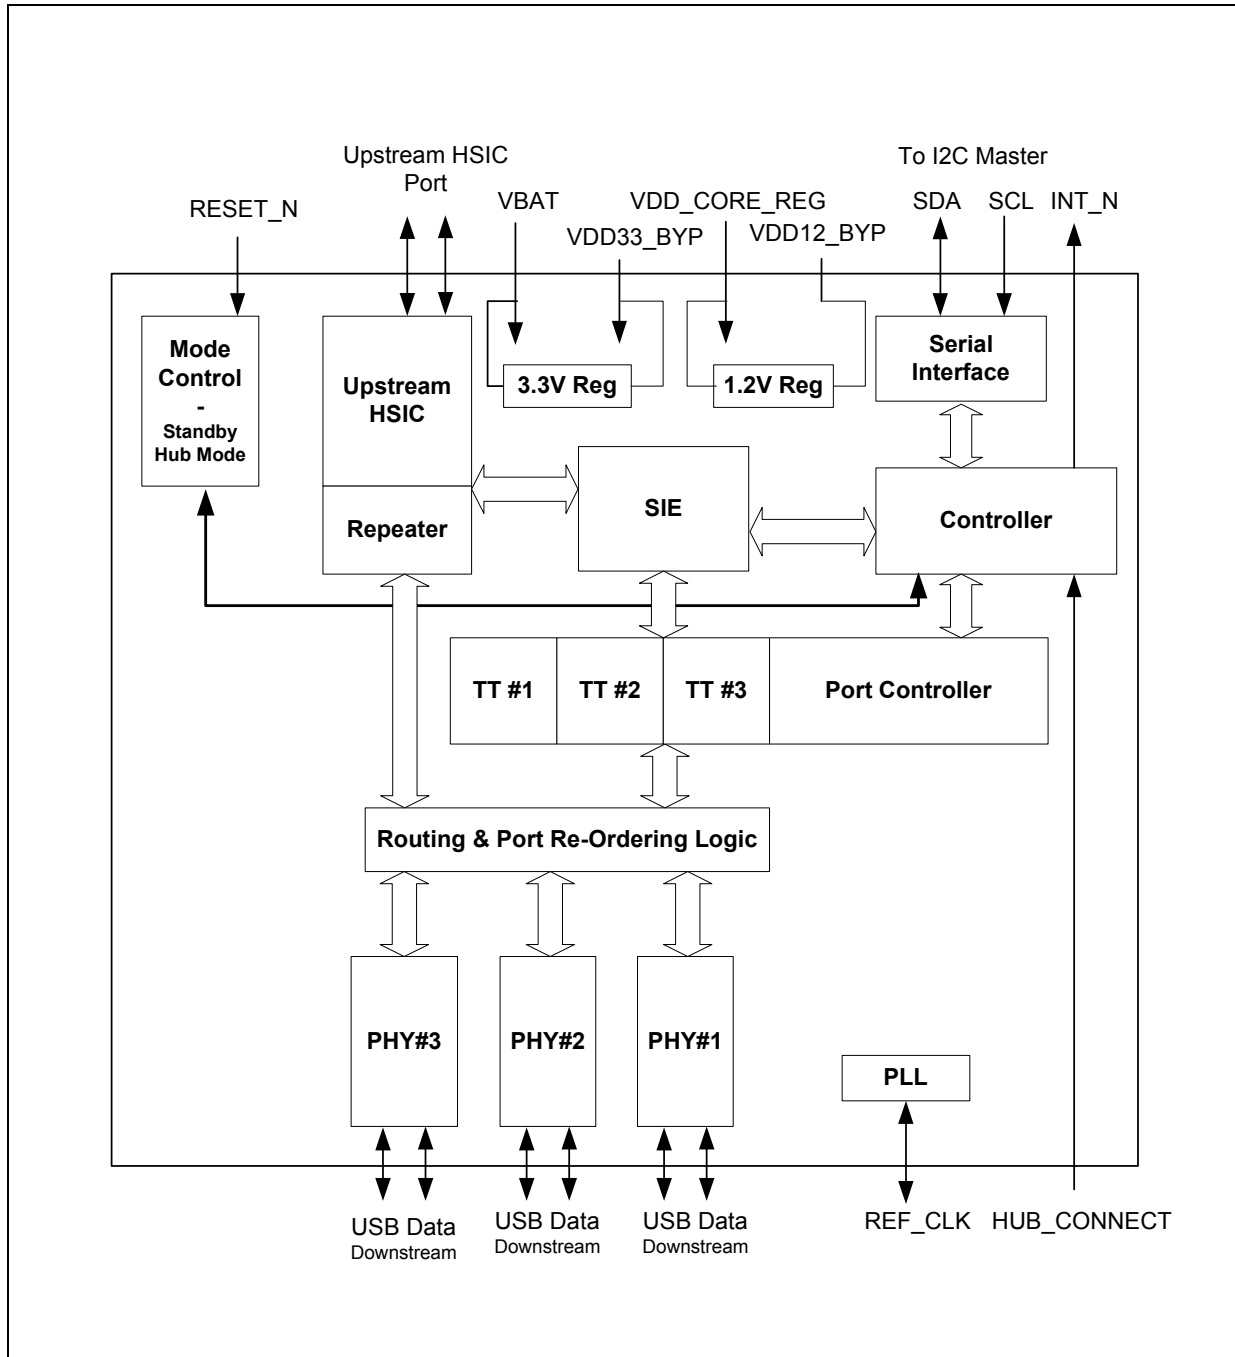 Upstream HSIC
Port
To I2C Master
RESET_N
VBAT
VDD_CORE_REG
SDA
SCL
INT_N
VDD33_BYP
VDD12_BYP
Mode
Control
-
Standby
Hub Mode
Upstream
HSIC
3.3V Reg
1.2V Reg
Serial
Interface
Repeater
SIE
Controller
TT #1
TT #2
TT #3
Port Controller
Routing & Port Re-Ordering Logic
PHY#3
PHY#2
PHY#1
PLL
USB Data
Downstream
USB Data
Downstream
USB Data
Downstream
REF_CLK
HUB_CONNECT